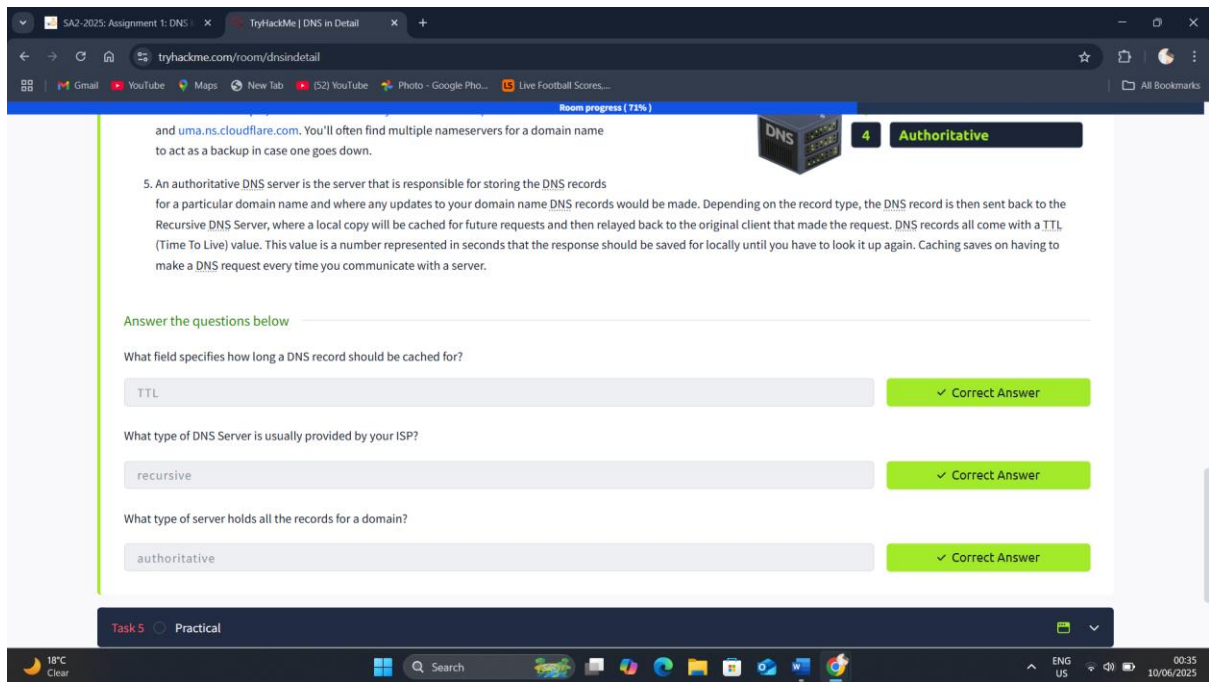 SA2-2025: Assignment 1: DNS
TryHackMe | DNS in Detail
tryhackme.com/room/dnsindetail
Gmail
YouTube
Maps
New Tab
(52) YouTube
Photo - Google Pho...
LS
Live Football Scores,...
All Bookmarks
Room progress ( 71% )
and uma.ns.cloudflare.com. You'll often find multiple nameservers for a domain name
to act as a backup in case one goes down.
DNS
4
Authoritative
5. An authoritative DNS server is the server that is responsible for storing the DNS records
for a particular domain name and where any updates to your domain name DNS records would be made. Depending on the record type, the DNS record is then sent back to the
Recursive DNS Server, where a local copy will be cached for future requests and then relayed back to the original client that made the request. DNS records all come with a TTL
(Time To Live) value. This value is a number represented in seconds that the response should be saved for locally until you have to look it up again. Caching saves on having to
make a DNS request every time you communicate with a server.
Answer the questions below
What field specifies how long a DNS record should be cached for?
TTL
✓ Correct Answer
What type of DNS Server is usually provided by your ISP?
recursive
✓ Correct Answer
What type of server holds all the records for a domain?
authoritative
✓ Correct Answer
Task 5
Practical
18°C
Clear
Search
ENG
US
00:35
10/06/2025